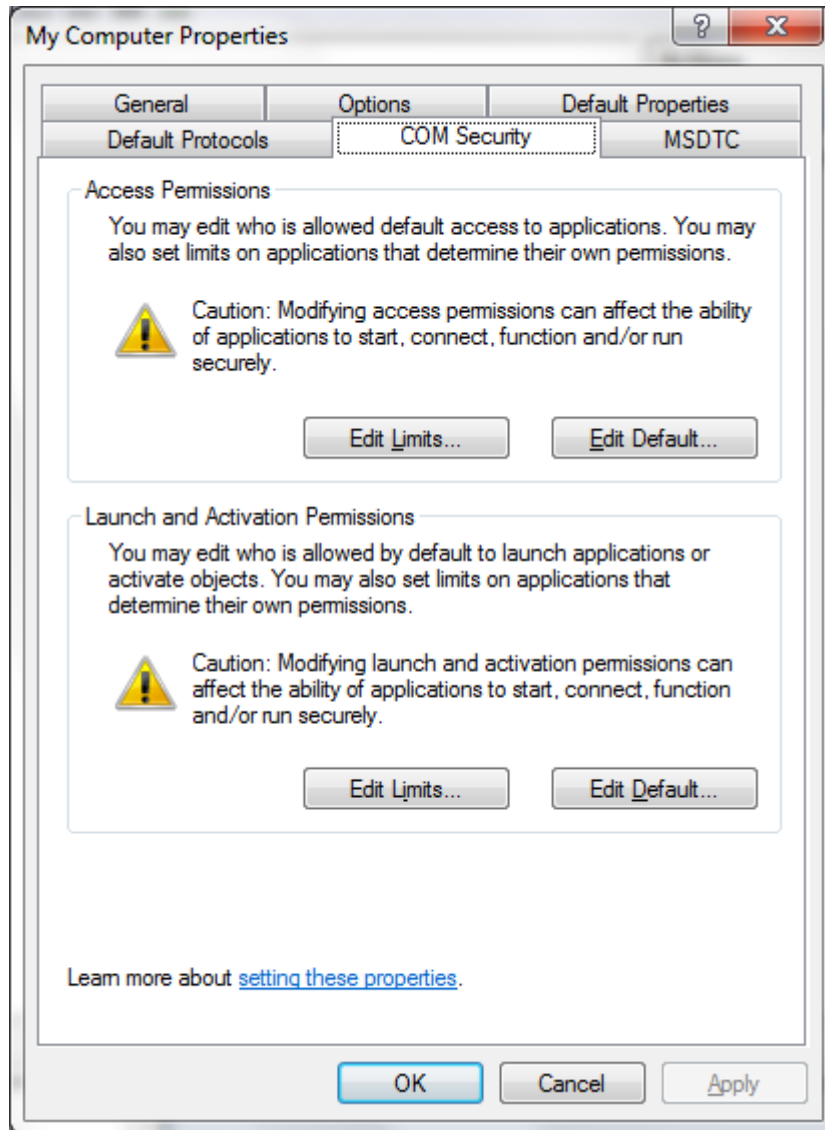 My Computer Properties
General
Options
Default Properties
Default Protocols
COM Security
MSDTC
Access Permissions
You may edit who is allowed default access to applications. You may
also set limits on applications that determine their own permissions.
Caution: Modifying access permissions can affect the ability
of applications to start, connect, function and/or run
securely.
Edit Limits...
Edit Default...
Launch and Activation Permissions
You may edit who is allowed by default to launch applications or
activate objects. You may also set limits on applications that
determine their own permissions.
Caution: Modifying launch and activation permissions can
affect the ability of applications to start, connect, function
and/or run securely.
Edit Limits...
Edit Default...
Learn more about setting these properties.
OK
Cancel
Apply